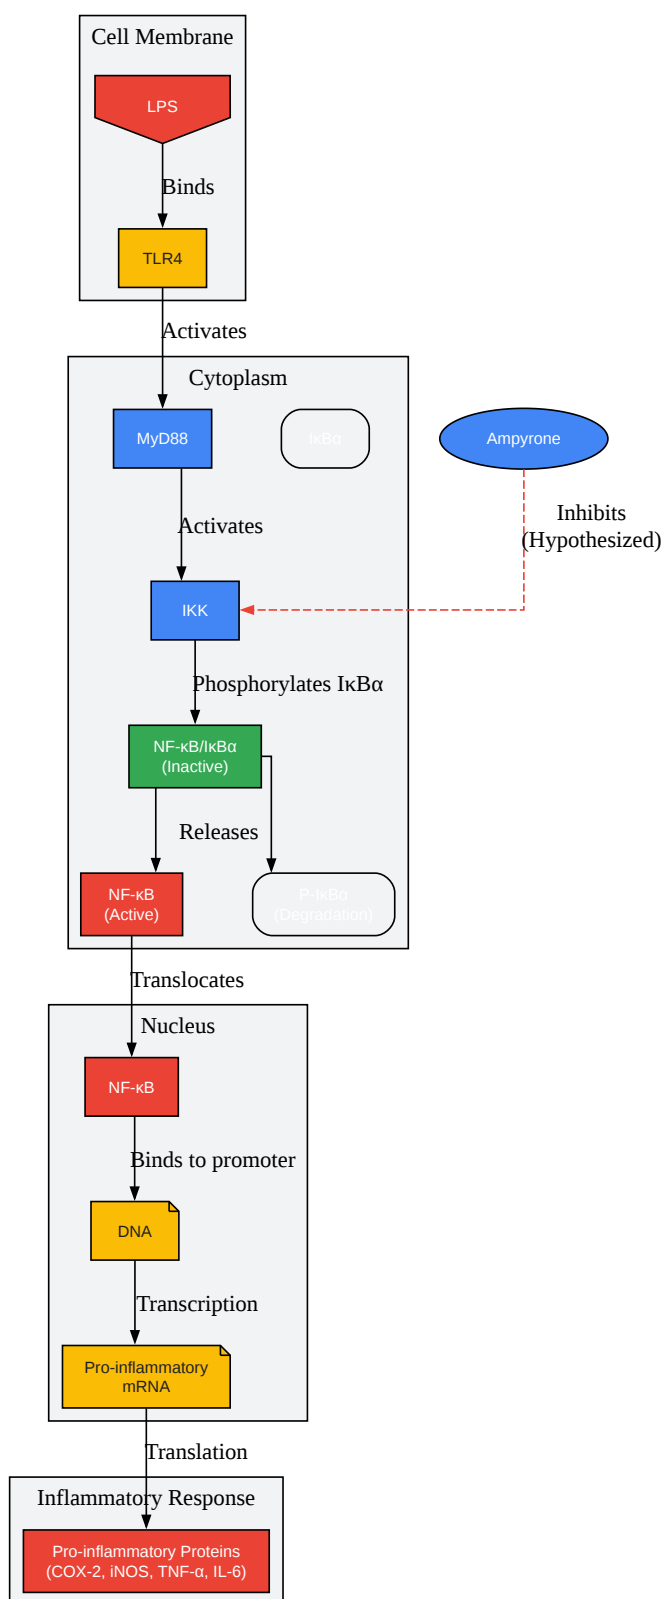 Cell Membrane
LPS
Binds
TLR4
Activates
Cytoplasm
MyD88
IκBα
Ampyrone
Activates
Inhibits
(Hypothesized)
IKK
Phosphorylates IκBα
NF-κB/IκBα
(Inactive)
Releases
NF-κB
(Active)
P-IκBα
(Degradation)
Translocates
Nucleus
NF-κB
Binds to promoter
DNA
Transcription
Pro-inflammatory
mRNA
Translation
Inflammatory Response
Pro-inflammatory Proteins
(COX-2, iNOS, TNF-α, IL-6)